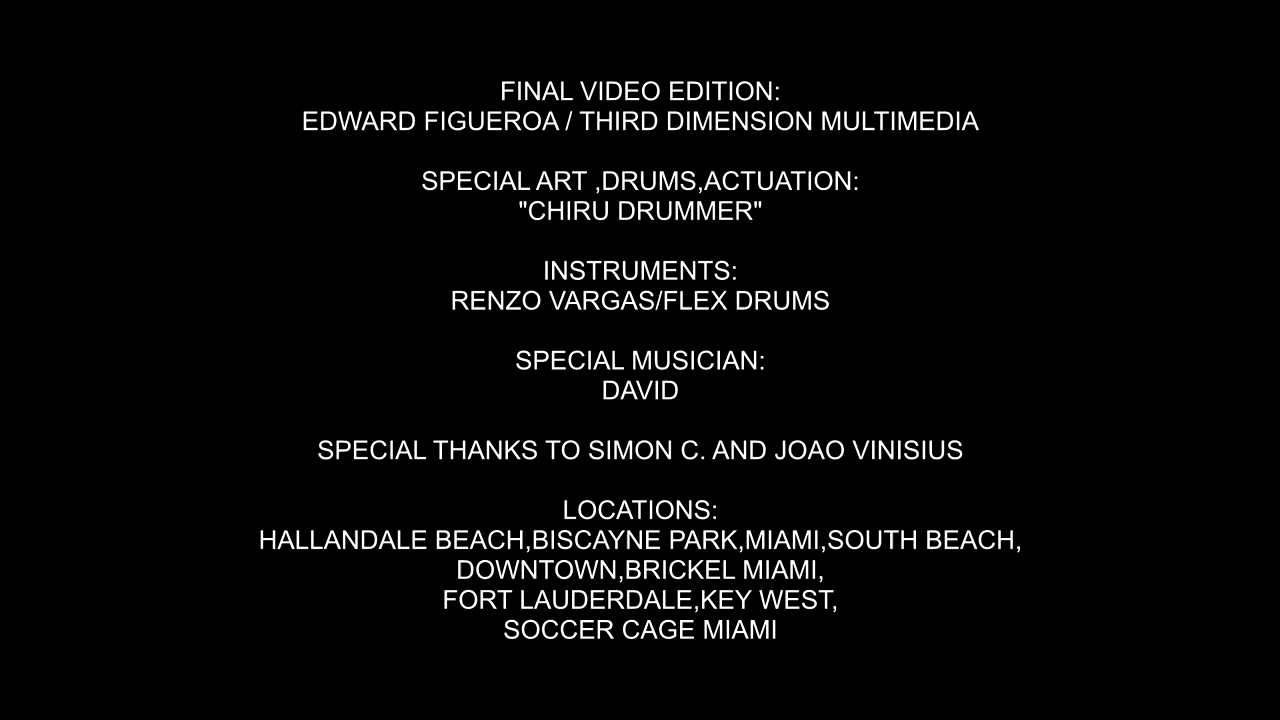 FINAL VIDEO EDITION:
EDWARD FIGUEROA / THIRD DIMENSION MULTIMEDIA
SPECIAL ART ,DRUMS,ACTUATION:
"CHIRU DRUMMER"
INSTRUMENTS:
RENZO VARGAS/FLEX DRUMS
SPECIAL MUSICIAN:
DAVID
SPECIAL THANKS TO SIMON C. AND JOAO VINISIUS
LOCATIONS:
HALLANDALE BEACH,BISCAYNE PARK,MIAMI,SOUTH BEACH,
DOWNTOWN,BRICKEL MIAMI,
FORT LAUDERDALE,KEY WEST,
SOCCER CAGE MIAMI